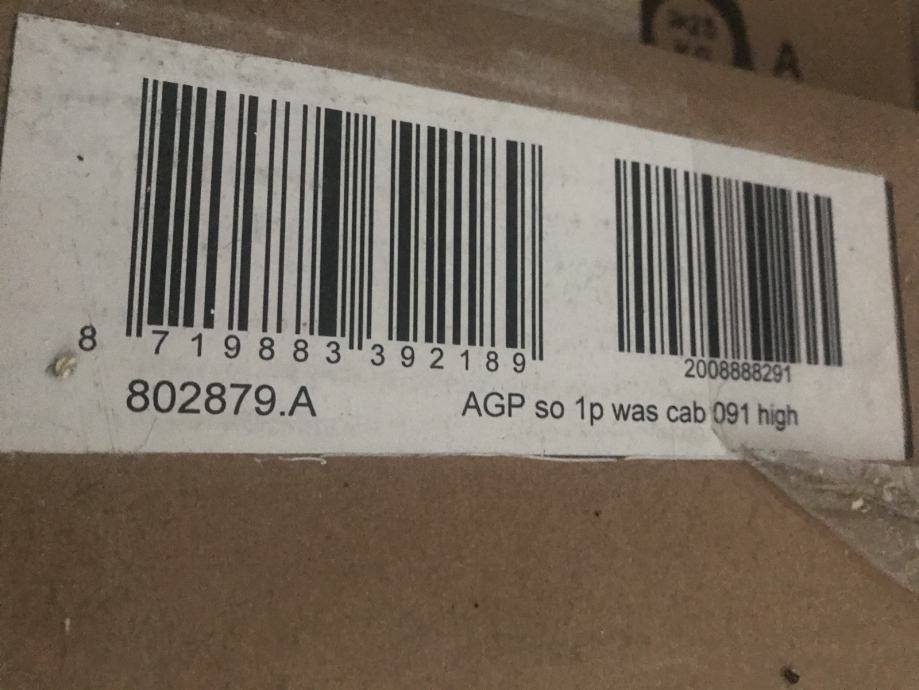 A
8 719883 392189
2008888291
802879.A
AGP so 1p was cab 091 high